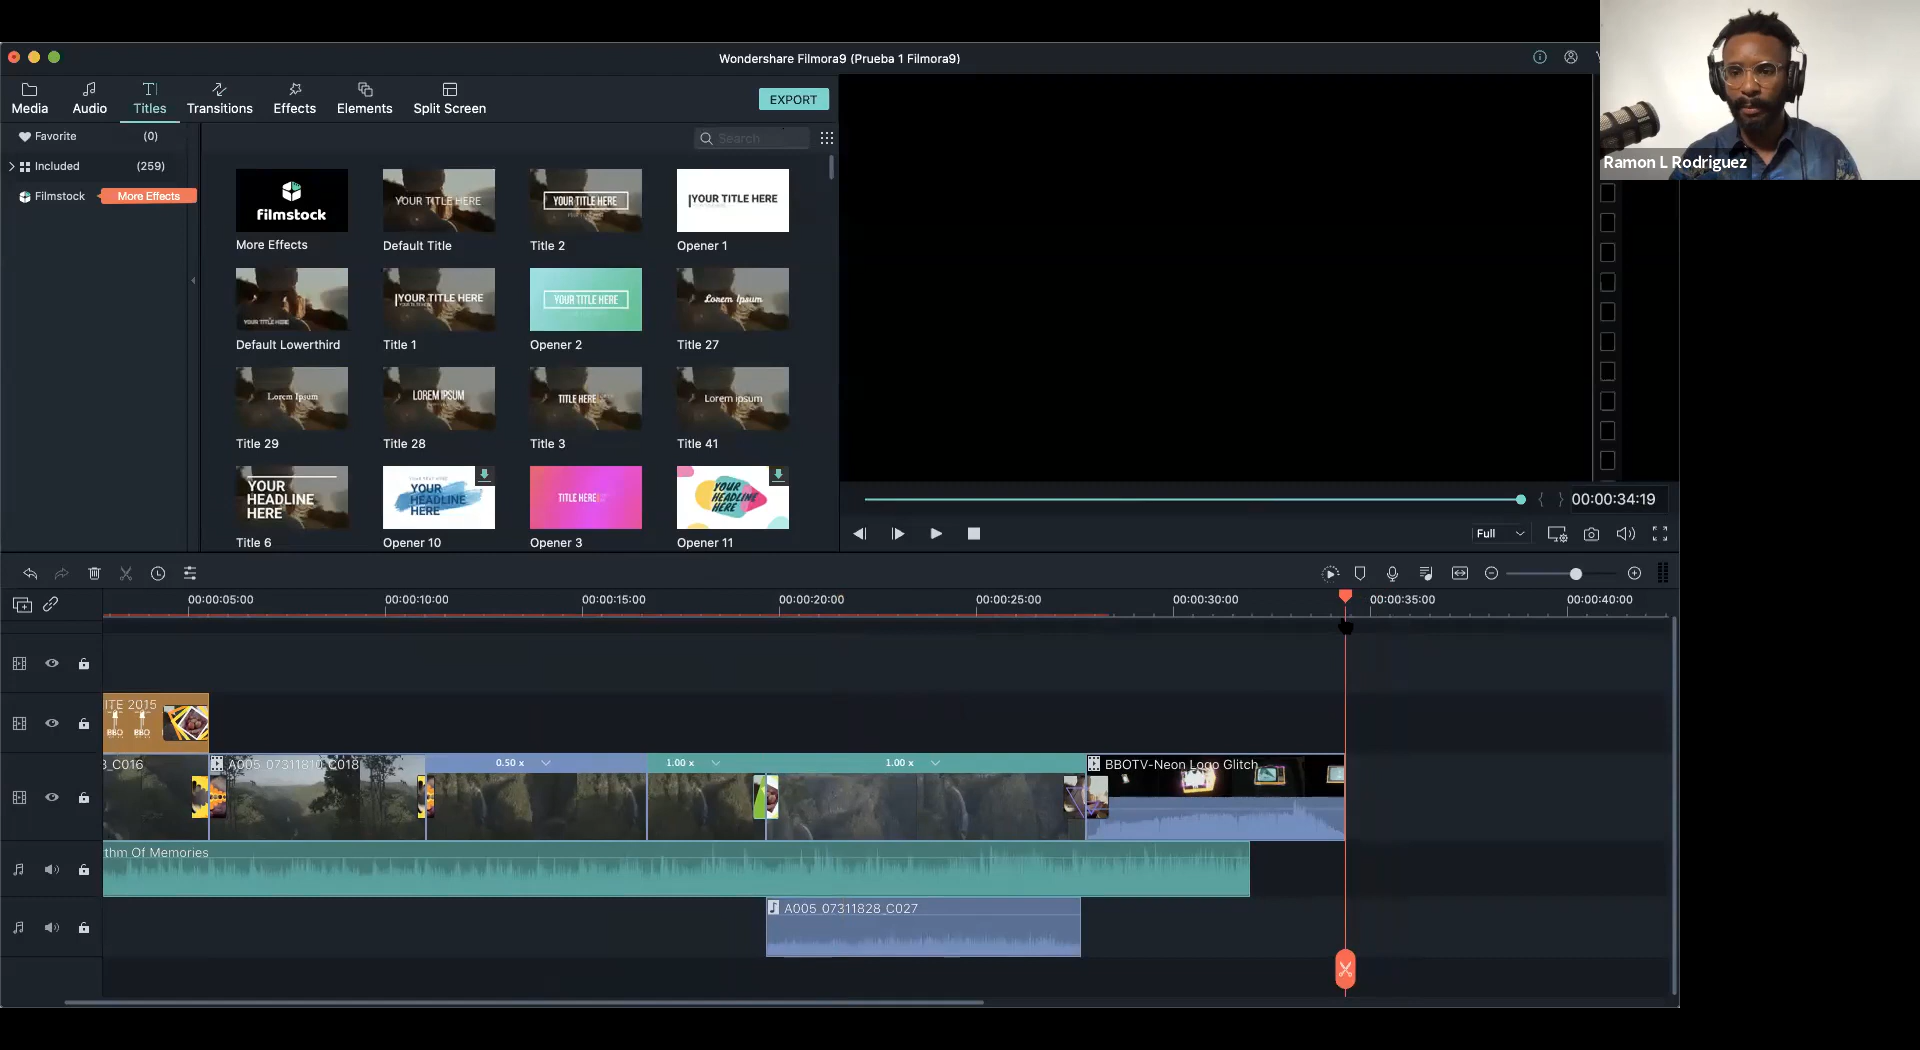 Wondershare Filmora9 (Prueba 1 Filmora9)
Media
Audio
Titles
Transitions
Effects
Elements
Split Screen
EXPORT
Ramon L Rodriguez
Favorite (0)
Included (259)
Filmstock More Effects
Search
filmstock
YOUR TITLE HERE
YOUR TITLE HERE
YOUR TITLE HERE
More Effects
Default Title
Title 2
Opener 1
YOUR TITLE HERE
YOUR TITLE HERE
YOUR TITLE HERE
Lorem Ipsum
Default Lowerthird
Title 1
Opener 2
Title 27
Lorem Ipsum
LOREM IPSUM
TITLE HERE
Lorem ipsum
Title 29
Title 28
Title 3
Title 41
YOUR
HEADLINE
HERE
YOUR
HEADLINE
HERE
TITLE HERE
YOUR
HEADLINE
HERE
Title 6
Opener 10
Opener 3
Opener 11
00:00:34:19
Full
00:00:05:00
00:00:10:00
00:00:15:00
00:00:20:00
00:00:25:00
00:00:30:00
00:00:35:00
00:00:40:00
ITE 2015
BBO BBO
3_C016
A005_07311810_C018
0.50 x
1.00 x
1.00 x
BBOTV-Neon Logo Glitch
thm Of Memories
A005_07311828_C027